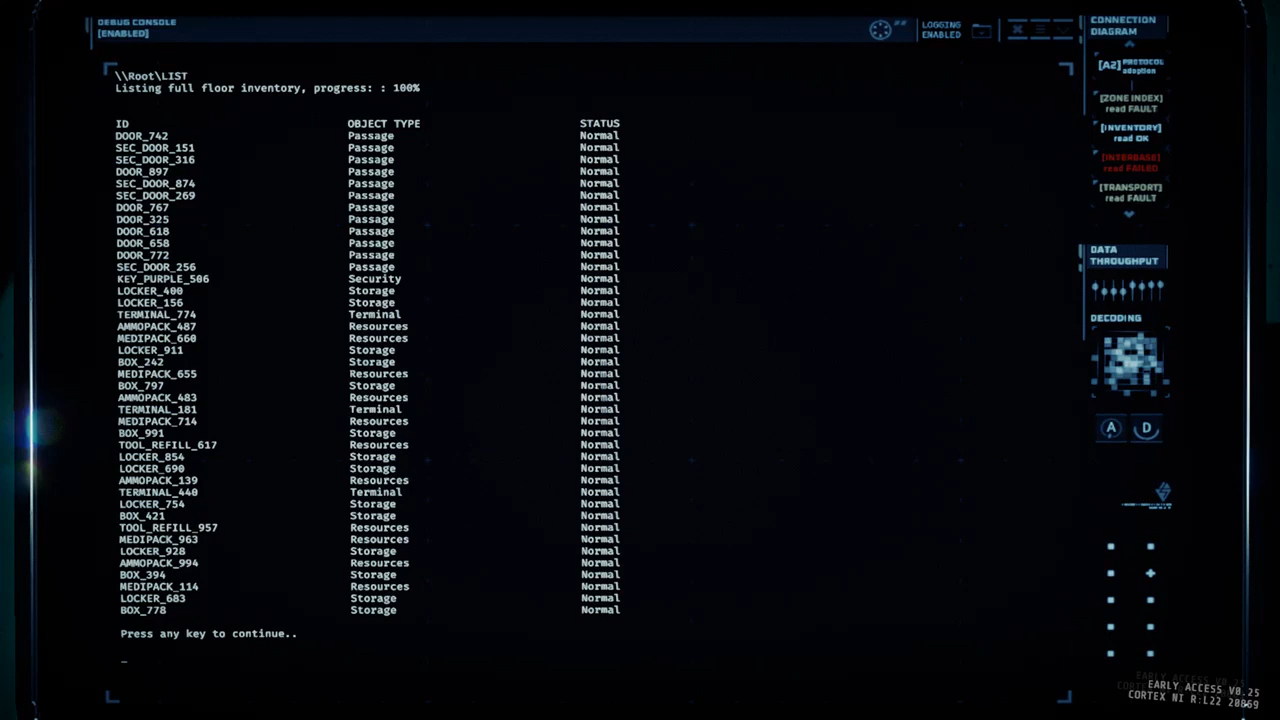 DEBUG CONSOLE
[ENABLED]
LOGGING
ENABLED
\\Root\LIST
Listing full floor inventory, progress: : 100%
ID OBJECT TYPE STATUS
DOOR_742 Passage Normal
SEC_DOOR_151 Passage Normal
SEC_DOOR_316 Passage Normal
DOOR_897 Passage Normal
SEC_DOOR_874 Passage Normal
SEC_DOOR_269 Passage Normal
DOOR_767 Passage Normal
DOOR_325 Passage Normal
DOOR_618 Passage Normal
DOOR_658 Passage Normal
DOOR_772 Passage Normal
SEC_DOOR_256 Passage Normal
KEY_PURPLE_506 Security Normal
LOCKER_400 Storage Normal
LOCKER_156 Storage Normal
TERMINAL_774 Terminal Normal
AMMOPACK_487 Resources Normal
MEDIPACK_660 Resources Normal
LOCKER_911 Storage Normal
BOX_242 Storage Normal
MEDIPACK_655 Resources Normal
BOX_797 Storage Normal
AMMOPACK_483 Resources Normal
TERMINAL_181 Terminal Normal
MEDIPACK_714 Resources Normal
BOX_991 Storage Normal
TOOL_REFILL_617 Resources Normal
LOCKER_854 Storage Normal
LOCKER_690 Storage Normal
AMMOPACK_139 Resources Normal
TERMINAL_440 Terminal Normal
LOCKER_754 Storage Normal
BOX_421 Storage Normal
TOOL_REFILL_957 Resources Normal
MEDIPACK_963 Resources Normal
LOCKER_928 Storage Normal
AMMOPACK_994 Resources Normal
BOX_394 Storage Normal
MEDIPACK_114 Resources Normal
LOCKER_683 Storage Normal
BOX_778 Storage Normal
Press any key to continue..
_
CONNECTION
DIAGRAM
[A2] PROTOCOL
adoption
[ZONE INDEX]
read FAULT
[INVENTORY]
read OK
[INTERBASE]
read FAILED
[TRANSPORT]
read FAULT
DATA
THROUGHPUT
DECODING
A D
EARLY ACCESS V0.25
CORTEX NI R:L22 20869